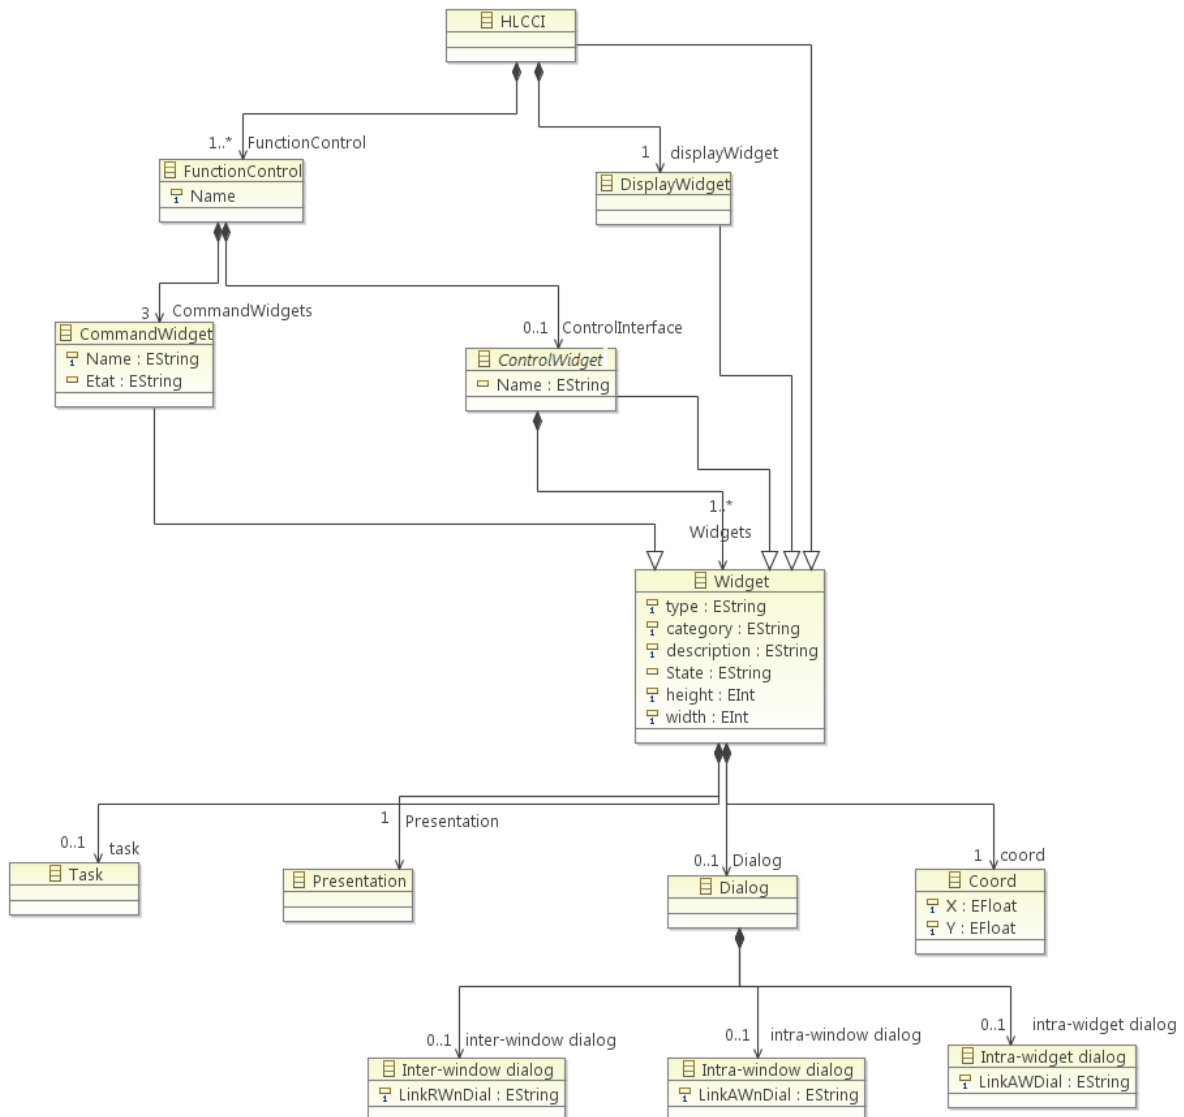 HLCCI
1..* FunctionControl
1 displayWidget
FunctionControl
Name
DisplayWidget
3 CommandWidgets
0..1 ControlInterface
CommandWidget
Name : EString
Etat : EString
ControlWidget
Name : EString
1..*
Widgets
Widget
type : EString
category : EString
description : EString
State : EString
height : EInt
width : EInt
0..1 task
1 Presentation
0..1 Dialog
1 coord
Task
Presentation
Dialog
Coord
X : EFloat
Y : EFloat
0..1 inter-window dialog
0..1 intra-window dialog
0..1 intra-widget dialog
Inter-window dialog
LinkRWnDial : EString
Intra-window dialog
LinkAWnDial : EString
Intra-widget dialog
LinkAWDial : EString